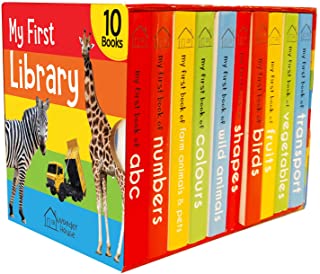 My First
Library
10
Books
Wonder House
my first book of
abc
my first book of
numbers
my first book of
farm animals & pets
my first book of
colours
my first book of
wild animals
my first book of
shapes
my first book of
birds
my first book of
fruits
my first book of
vegetables
my first book of
transport